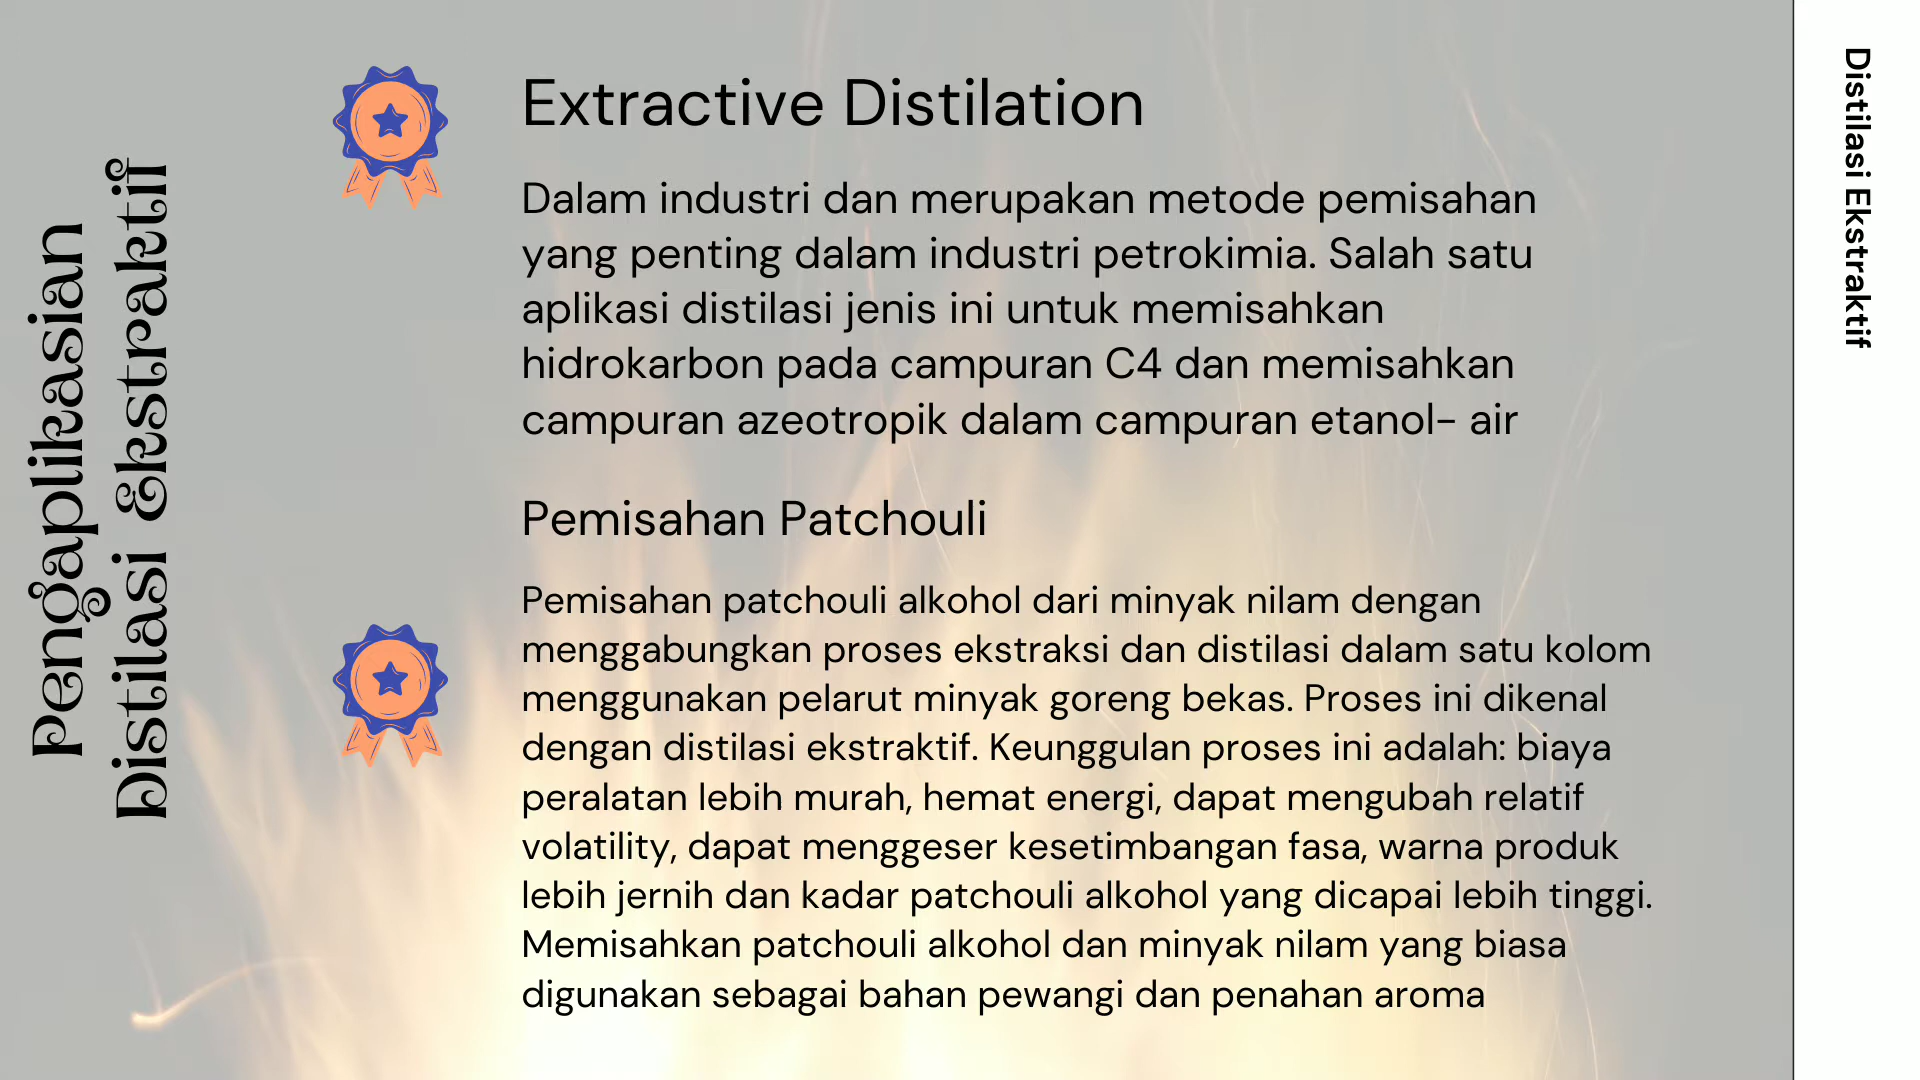 Pengaplikasian
Distilasi Ekstraktif
Extractive Distilation
Dalam industri dan merupakan metode pemisahan
yang penting dalam industri petrokimia. Salah satu
aplikasi distilasi jenis ini untuk memisahkan
hidrokarbon pada campuran C4 dan memisahkan
campuran azeotropik dalam campuran etanol- air
Pemisahan Patchouli
Pemisahan patchouli alkohol dari minyak nilam dengan
menggabungkan proses ekstraksi dan distilasi dalam satu kolom
menggunakan pelarut minyak goreng bekas. Proses ini dikenal
dengan distilasi ekstraktif. Keunggulan proses ini adalah: biaya
peralatan lebih murah, hemat energi, dapat mengubah relatif
volatility, dapat menggeser kesetimbangan fasa, warna produk
lebih jernih dan kadar patchouli alkohol yang dicapai lebih tinggi.
Memisahkan patchouli alkohol dan minyak nilam yang biasa
digunakan sebagai bahan pewangi dan penahan aroma
Distilasi Ekstraktif